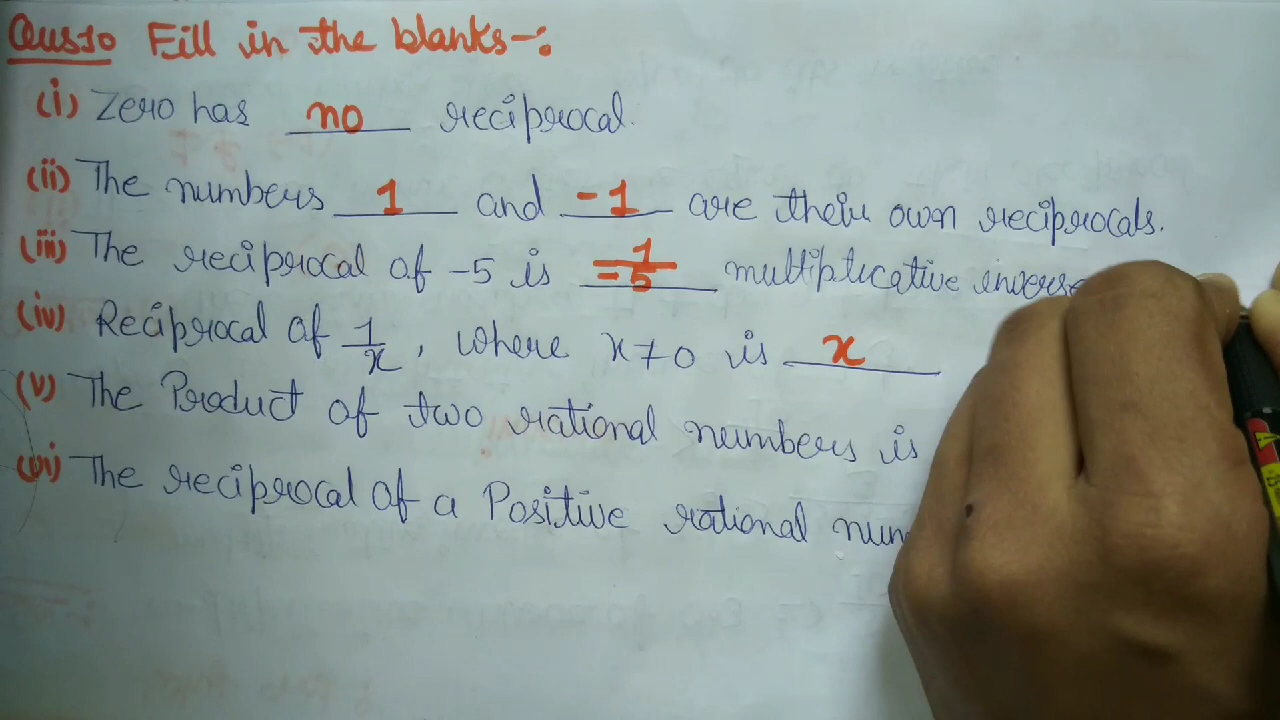 Qus10 Fill in the blanks-:
(i) Zero has no reciprocal.
(ii) The numbers 1 and -1 are their own reciprocals.
(iii) The reciprocal of -5 is 1/-5 multiplicative inverse
(iv) Reciprocal of 1/x, where x≠0 is x
(v) The Product of two rational numbers is
(vi) The reciprocal of a Positive rational